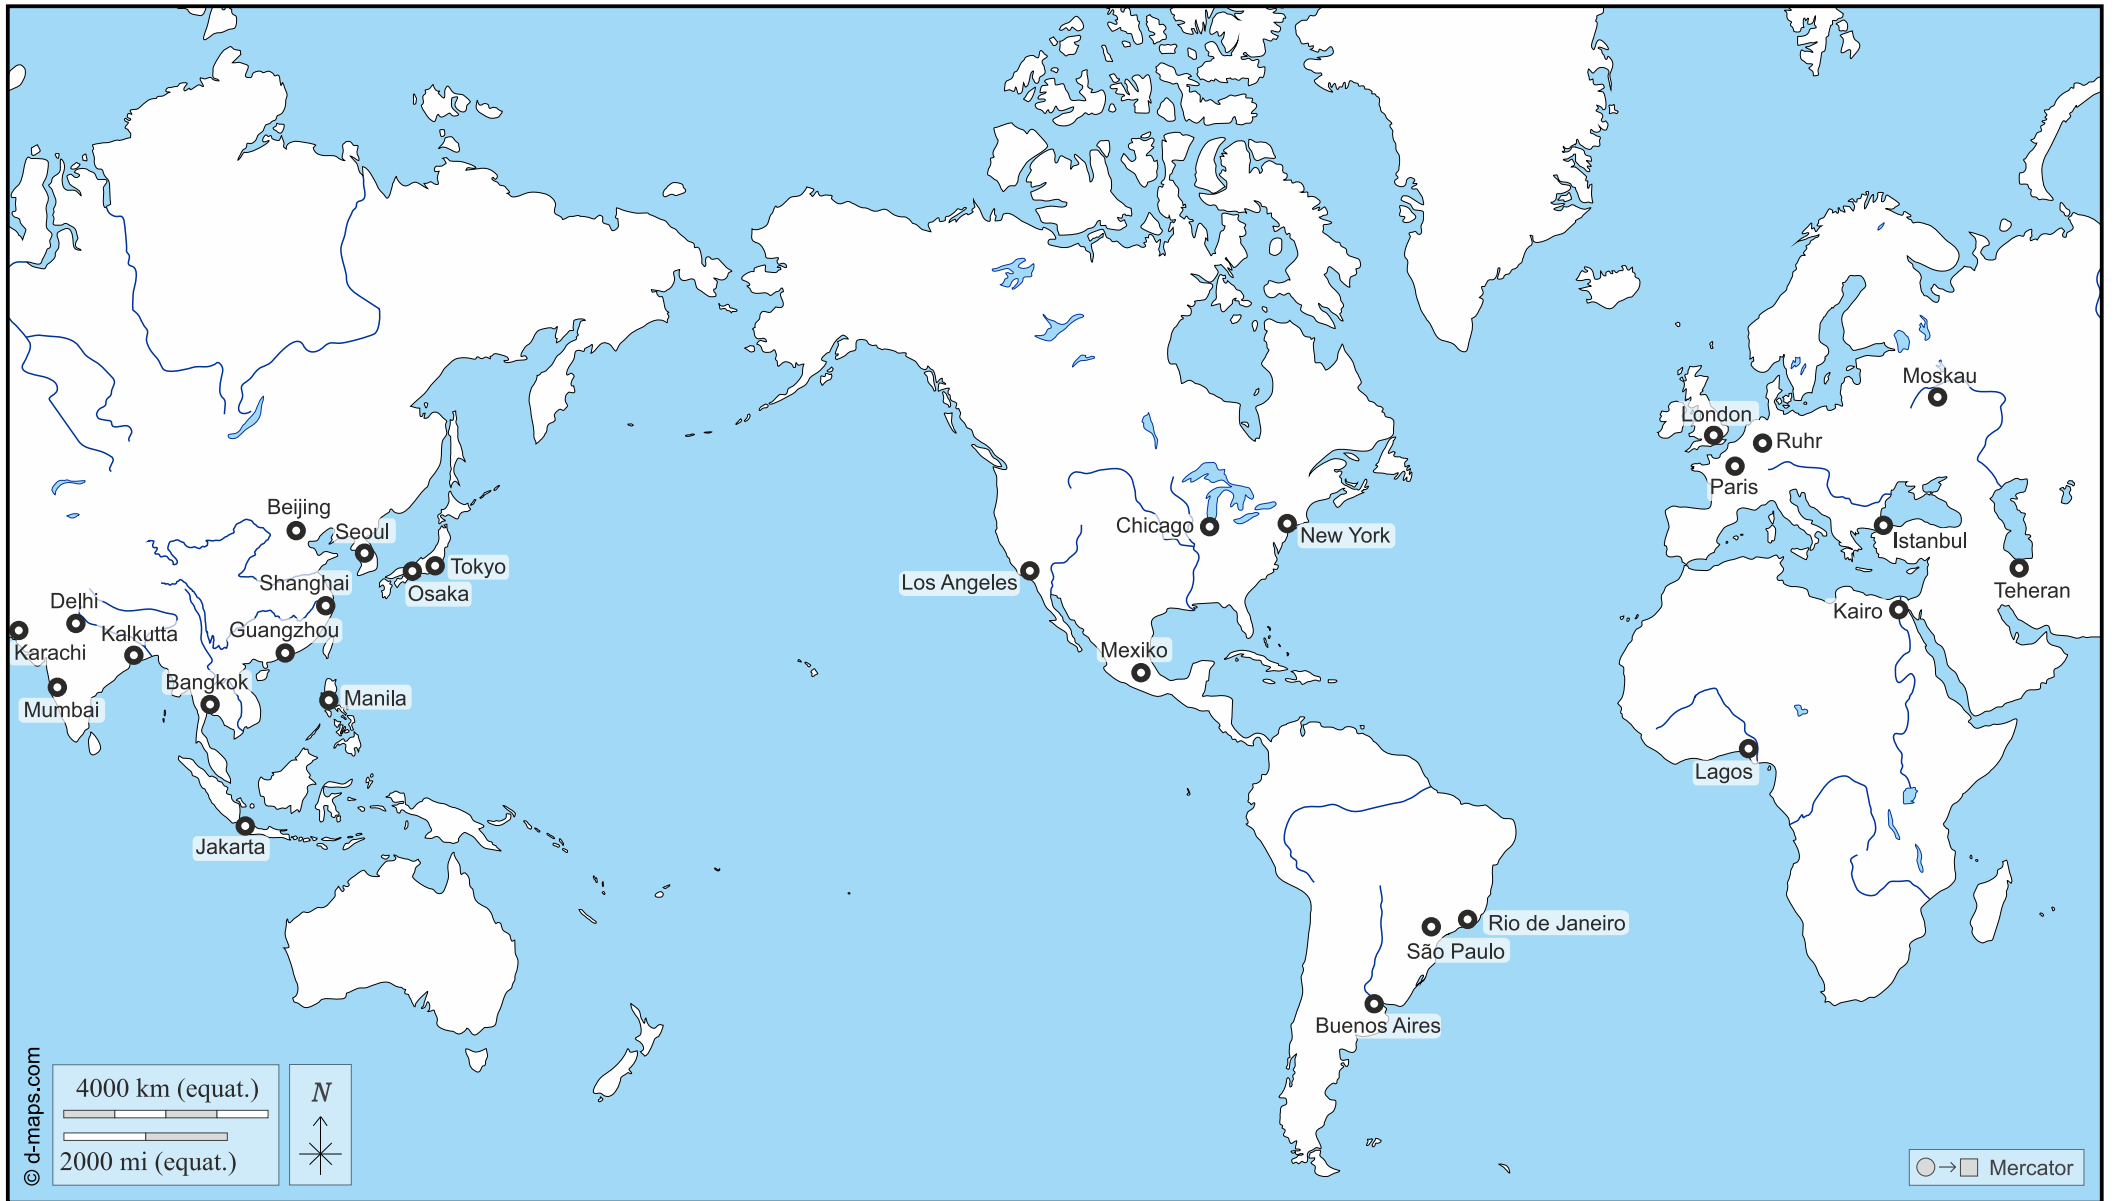 Moskau
London
Ruhr
Paris
Beijing
Seoul
Chicago
New York
Istanbul
Tokyo
Shanghai
Osaka
Los Angeles
Teheran
Delhi
Kairo
Guangzhou
Kalkutta
Karachi
Mexiko
Bangkok
Manila
Mumbai
Lagos
Jakarta
Rio de Janeiro
São Paulo
Buenos Aires
© d-maps.com
4000 km (equat.)
2000 mi (equat.)
N
Mercator